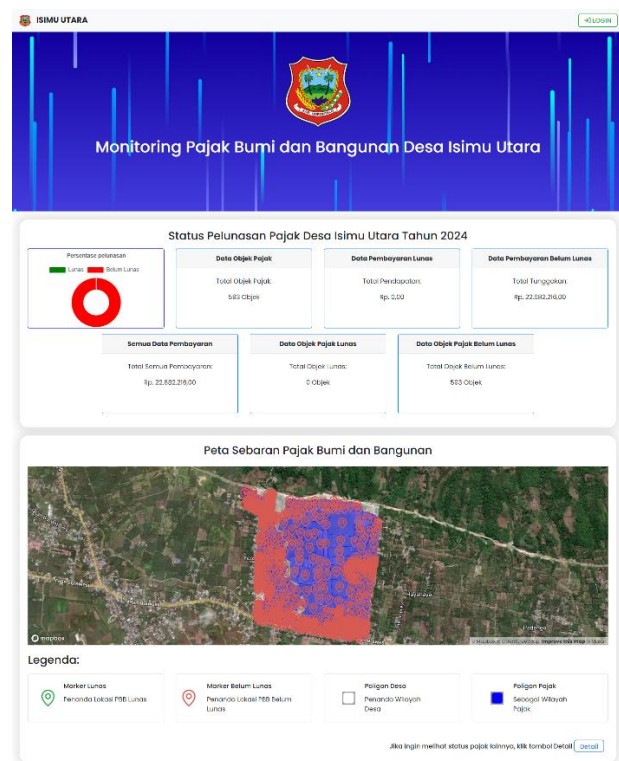 ISIMU UTARA
LOGIN
Monitoring Pajak Bumi dan Bangunan Desa Isimu Utara
Status Pelunasan Pajak Desa Isimu Utara Tahun 2024
Persentase pelunasan
Lunas Belum Lunas
Data Objek Pajak
Total Objek Pajak:
593 Objek
Data Pembayaran Lunas
Total Pendapatan:
Rp. 0,00
Data Pembayaran Belum Lunas
Total Tunggakan:
Rp. 22.582.216,00
Semua Data Pembayaran
Total Semua Pembayaran:
Rp. 22.582.216,00
Data Objek Pajak Lunas
Total Objek Lunas:
0 Objek
Data Objek Pajak Belum Lunas
Total Objek Belum Lunas:
593 Objek
Peta Sebaran Pajak Bumi dan Bangunan
mapbox
Legenda:
Marker Lunas
Penanda Lokasi PBB Lunas
Marker Belum Lunas
Penanda Lokasi PBB Belum
Lunas
Poligon Desa
Penanda Wilayah
Desa
Poligon Pajak
Sebagai Wilayah
Pajak
Jika ingin melihat status pajak lainnya, klik tombol Detail
Detail